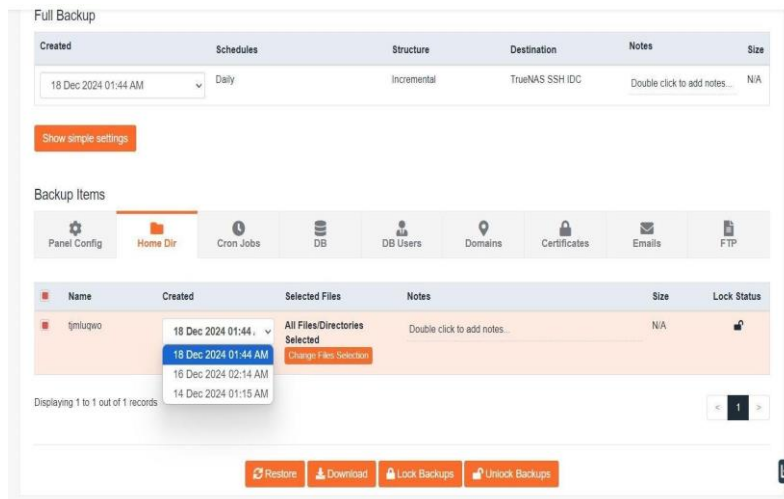 Full Backup
Created Schedules Structure Destination Notes Size
18 Dec 2024 01:44 AM Daily Incremental TrueNAS SSH IDC Double click to add notes... N/A
Show simple settings
Backup Items
Panel Config Home Dir Cron Jobs DB DB Users Domains Certificates Emails FTP
Name Created Selected Files Notes Size Lock Status
tjmluqwo 18 Dec 2024 01:44 All Files/Directories Selected Double click to add notes... N/A
Change Files Selection
18 Dec 2024 01:44 AM
16 Dec 2024 02:14 AM
14 Dec 2024 01:15 AM
Displaying 1 to 1 out of 1 records < 1 >
Restore Download Lock Backups Unlock Backups